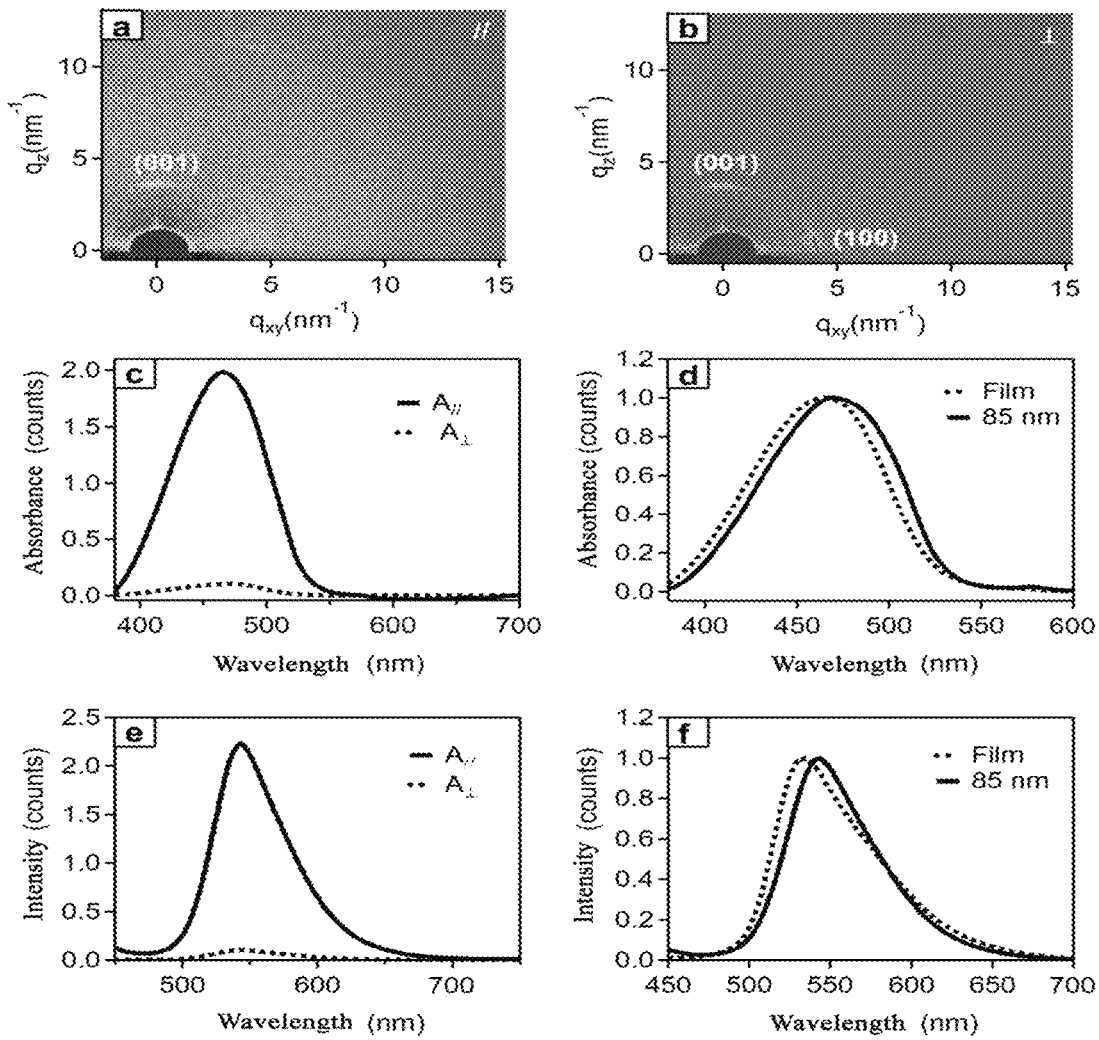 a
//
q_z(nm^-1)
10
5
0
(001)
0
5
10
15
q_xy(nm^-1)
b
⊥
q_z(nm^-1)
10
5
0
(001)
(100)
0
5
10
15
q_xy(nm^-1)
c
A_//
A_⊥
Absorbance (counts)
2.0
1.5
1.0
0.5
0.0
400
500
600
700
Wavelength (nm)
d
Film
85 nm
Absorbance (counts)
1.2
1.0
0.8
0.6
0.4
0.2
0.0
400
450
500
550
600
Wavelength (nm)
e
A_//
A_⊥
Intensity (counts)
2.5
2.0
1.5
1.0
0.5
0.0
500
600
700
Wavelength (nm)
f
Film
85 nm
Intensity (counts)
1.2
1.0
0.8
0.6
0.4
0.2
0.0
450
500
550
600
650
700
Wavelength (nm)